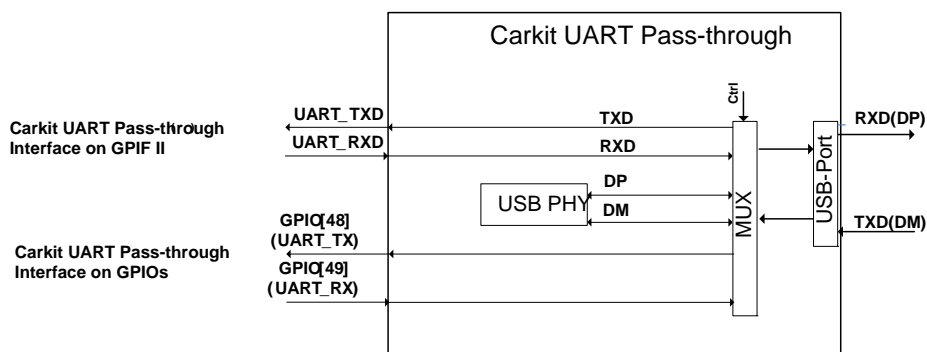 Carkit UART Pass-through
Ctrl
UART_TXD
TXD
RXD(DP)
Carkit UART Pass-through
Interface on GPIF II
UART_RXD
RXD
USB PHY
DP
DM
MUX
USB-Port
TXD(DM)
GPIO[48]
(UART_TX)
Carkit UART Pass-through
Interface on GPIOs
GPIO[49]
(UART_RX)